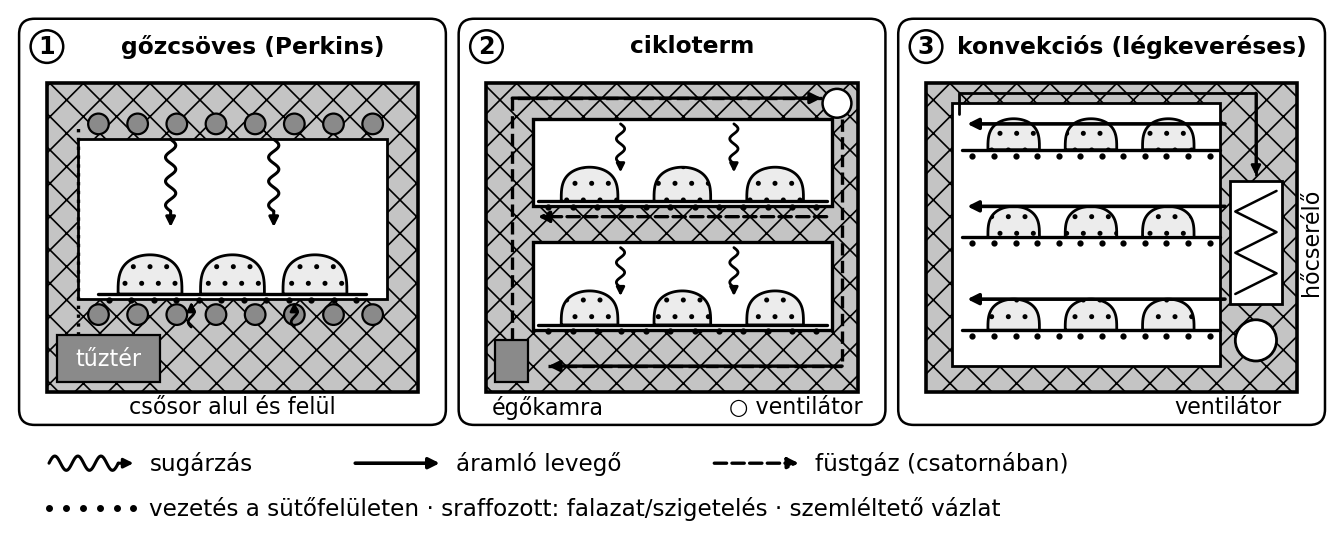 1 gőzcsöves (Perkins)
2 cikloterm
3 konvekciós (légkeveréses)
tűztér
hőcserélő
csősor alul és felül
égőkamra
○ ventilátor
ventilátor
sugárzás
áramló levegő
füstgáz (csatornában)
vezetés a sütőfelületen · sraffozott: falazat/szigetelés · szemléltető vázlat